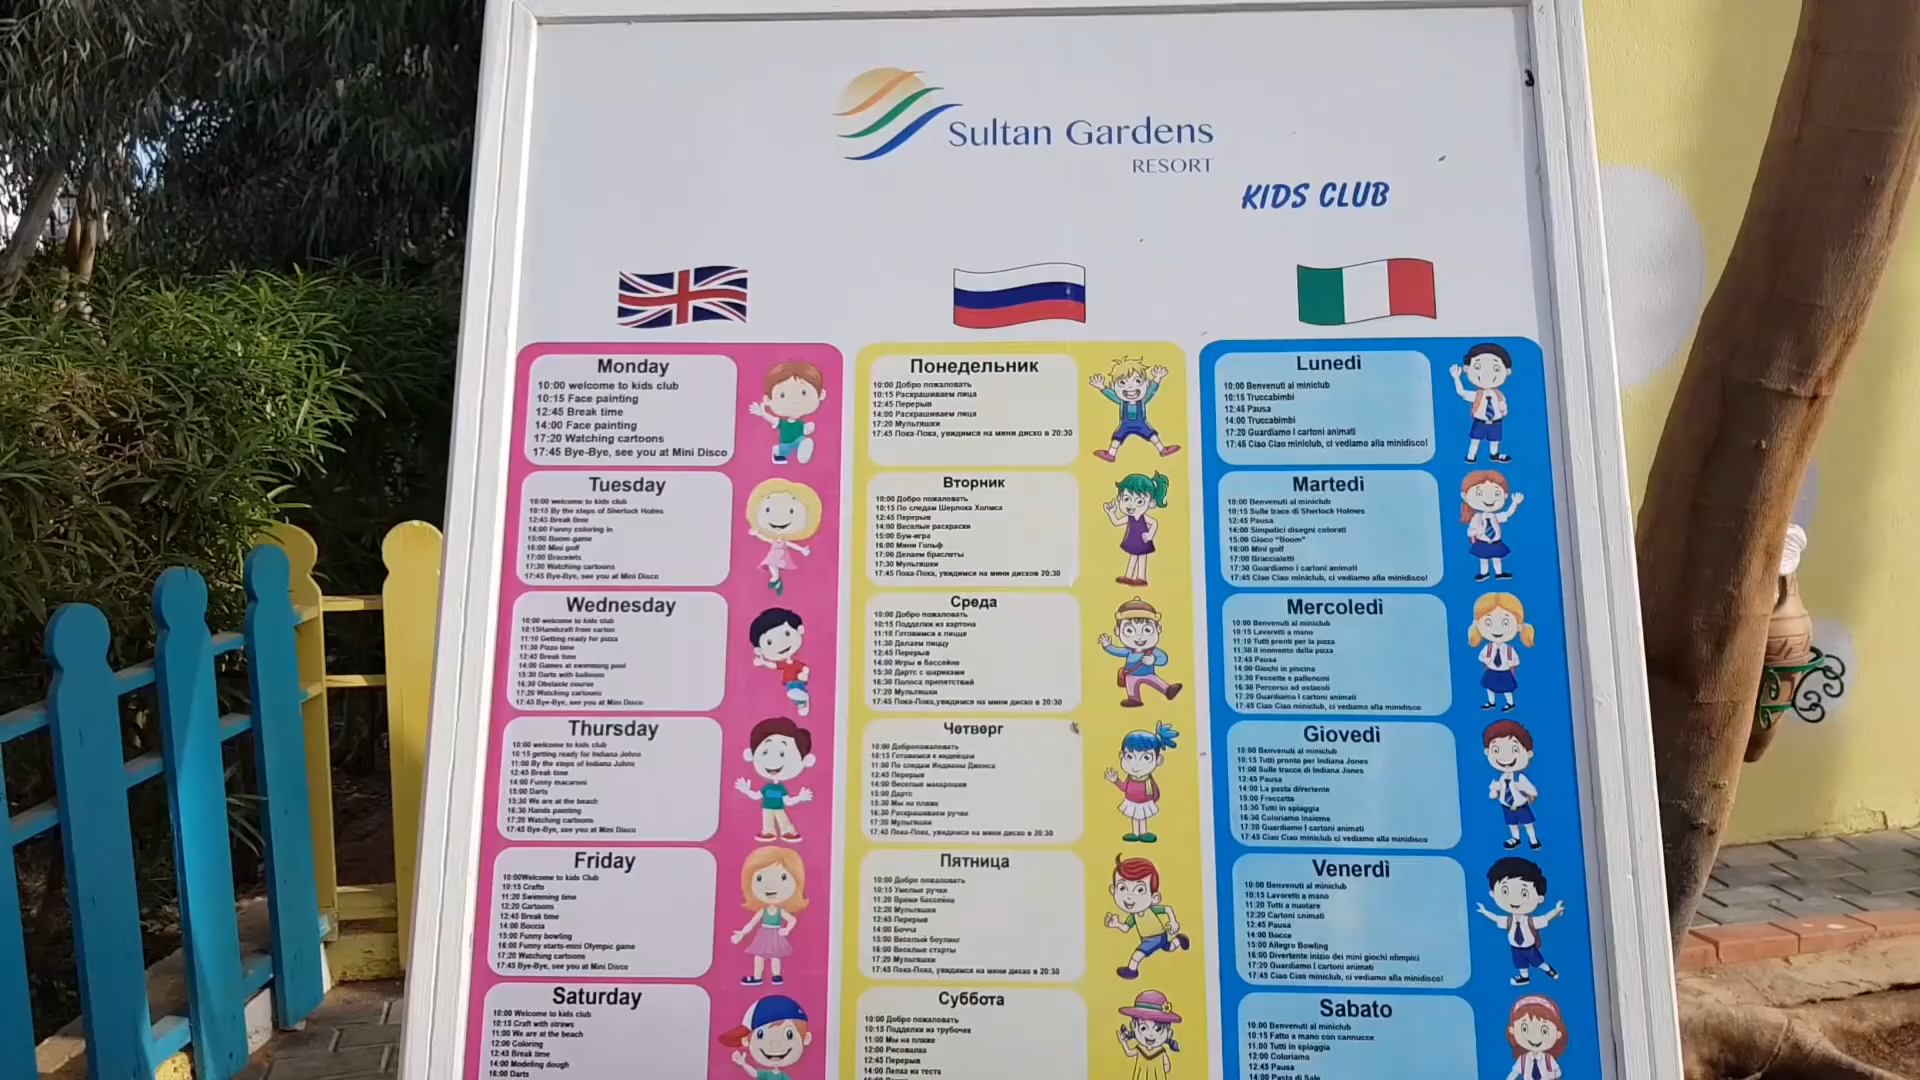 Sultan Gardens
RESORT
KIDS CLUB
Monday
10:00 welcome to kids club
10:15 Face painting
12:45 Break time
14:00 Face painting
17:20 Watching cartoons
17:45 Bye-Bye, see you at Mini Disco
Tuesday
10:00 welcome to kids club
10:15 By the steps of Sherlock Holms
12:45 Break time
14:00 Funny coloring in
15:00 Boom game
16:00 Mini golf
17:00 Bracelets
17:30 Watching cartoons
17:45 Bye-Bye, see you at Mini Disco
Wednesday
10:00 welcome to kids club
10:15Handcraft from carton
11:10 Getting ready for pizza
11:30 Pizza time
12:45 Break time
14:00 Games at swimming pool
15:30 Darts with balloons
16:30 Obstacle course
17:20 Watching cartoons
17:45 Bye-Bye, see you at Mini Disco
Thursday
10:00 welcome to kids club
10:15 getting ready for Indiana Johns
11:00 By the steps of Indiana Johns
12:45 Break time
14:00 Funny macaroni
15:00 Darts
15:30 We are at the beach
16:30 Hands painting
17:20 Watching cartoons
17:45 Bye-Bye, see you at Mini Disco
Friday
10:00Welcome to kids Club
10:15 Crafts
11:20 Swimming time
12:20 Cartoons
12:45 Break time
14:00 Boccia
15:00 Funny bowling
16:00 Funny starts-mini Olympic game
17:20 Watching cartoons
17:45 Bye-Bye, see you at Mini Disco
Saturday
10:00 Welcome to kids club
10:15 Craft with straws
11:00 We are at the beach
12:00 Coloring
12:45 Break time
14:00 Modeling dough
16:00 Darts
Понедельник
10:00 Добро пожаловать
10:15 Раскрашиваем лица
12:45 Перерыв
14:00 Раскрашиваем лица
17:20 Мультяшки
17:45 Пока-Пока, увидимся на мини диско в 20:30
Вторник
10:00 Добро пожаловать
10:15 По следам Шерлока Холмса
12:45 Перерыв
14:00 Веселые раскраски
15:00 Бум-игра
16:00 Мини Гольф
17:00 Делаем браслеты
17:30 Мультяшки
17:45 Пока-Пока, увидимся на мини дисков 20:30
Среда
10:00 Добро пожаловать
10:15 Подделки из картона
11:10 Готовимся к пицце
11:30 Делаем пиццу
12:45 Перерыв
14:00 Игры в бассейне
15:30 Дартс с шариками
16:30 Полоса препятствий
17:20 Мультяшки
17:45 Пока-Пока,увидимся на мини диско в 20:30
Четверг
10:00 Добропожаловать
10:15 Готовимся к индейцам
11:00 По следам Индианы Джонса
12:45 Перерыв
14:00 Веселые макарошки
15:00 Дартс
15:30 Мы на пляже
16:30 Раскрашиваем ручки
17:20 Мультяшки
17:45 Пока-Пока, увидимся на мини диско в 20:30
Пятница
10:00 Добро пожаловать
10:15 Умелые ручки
11:20 Время бассейна
12:20 Мультяшки
12:45 Перерыв
14:00 Бочча
15:00 Веселый боулинг
16:00 Веселые старты
17:20 Мультяшки
17:45 Пока-Пока, увидимся на мини диско в 20:30
Суббота
10:00 Добро пожаловать
10:15 Подделки из трубочек
11:00 Мы на пляже
12:00 Рисовалка
12:45 Перерыв
14:00 Лепка из теста
Lunedì
10:00 Benvenuti al miniclub
10:15 Truccabimbi
12:45 Pausa
14:00 Truccabimbi
17:20 Guardiamo i cartoni animati
17:45 Ciao Ciao miniclub, ci vediamo alla minidisco!
Martedì
10:00 Benvenuti al miniclub
10:15 Sulle trace di Sherlock Holmes
12:45 Pausa
14:00 Simpatici disegni colorati
15:00 Gioco "Boom"
16:00 Mini golf
17:00 Braccialetti
17:30 Guardiamo i cartoni animati
17:45 Ciao Ciao miniclub, ci vediamo alla minidisco!
Mercoledì
10:00 Benvenuti al miniclub
10:15 Lavoretti a mano
11:10 Tutti pronti per la pizza
11:30 Il momento della pizza
12:45 Pausa
14:00 Giochi in piscina
15:30 Feccette e palloncini
16:30 Percorso ad ostacoli
17:20 Guardiamo i cartoni animati
17:45 Ciao Ciao miniclub, ci vediamo alla minidisco
Giovedì
10:00 Benvenuti al miniclub
10:15 Tutti pronto per Indiana Jones
11:00 Sulle tracce di Indiana Jones
12:45 Pausa
14:00 La pasta divertente
15:00 Freccette
15:30 Tutti in spiaggia
16:30 Coloriamo Insieme
17:20 Guardiamo i cartoni animati
17:45 Ciao Ciao miniclub ci vediamo alla minidisco
Venerdì
10:00 Benvenuti al miniclub
10:15 Lavoretti a mano
11:20 Tutti a nuotare
12:20 Cartoni animati
12:45 Pausa
14:00 Bocce
15:00 Allegro Bowling
16:00 Divertente inizio dei mini giochi olimpici
17:20 Guardiamo i cartoni animati
17:45 Ciao Ciao miniclub, ci vediamo alla minidisco!
Sabato
10:00 Benvenuti al miniclub
10:15 Fatto a mano con cannucce
11:00 Tutti in spiaggia
12:00 Coloriamo
12:45 Pausa
14:00 Pasta di Sale